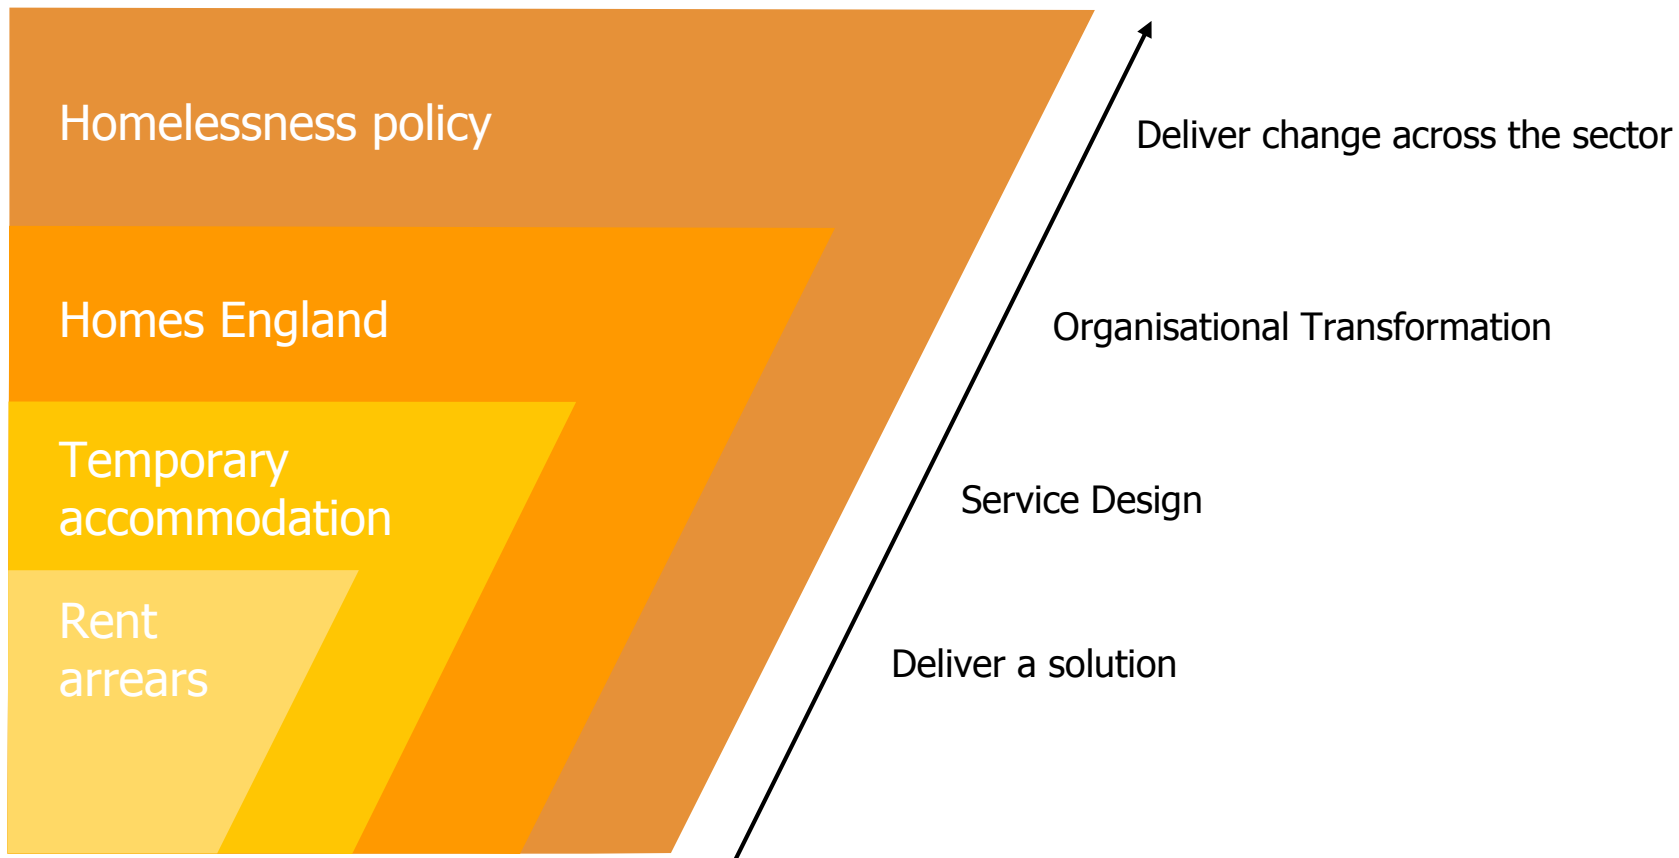 Homelessness policy
Deliver change across the sector
Homes England
Organisational Transformation
Temporary
accommodation
Service Design
Rent
arrears
Deliver a solution